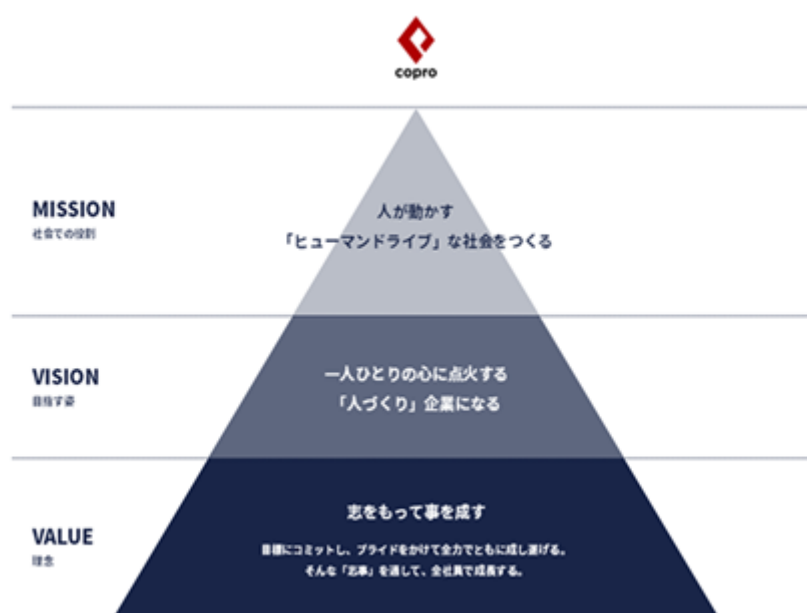 copro
MISSION
社会での役割
人が動かす
「ヒューマンドライブ」な社会をつくる
VISION
目指す姿
一人ひとりの心に点火する
「人づくり」企業になる
VALUE
理念
志をもって事を成す
目標にコミットし、プライドをかけて全力でともに成し遂げる。
そんな「志事」を通して、全社員で成長する。